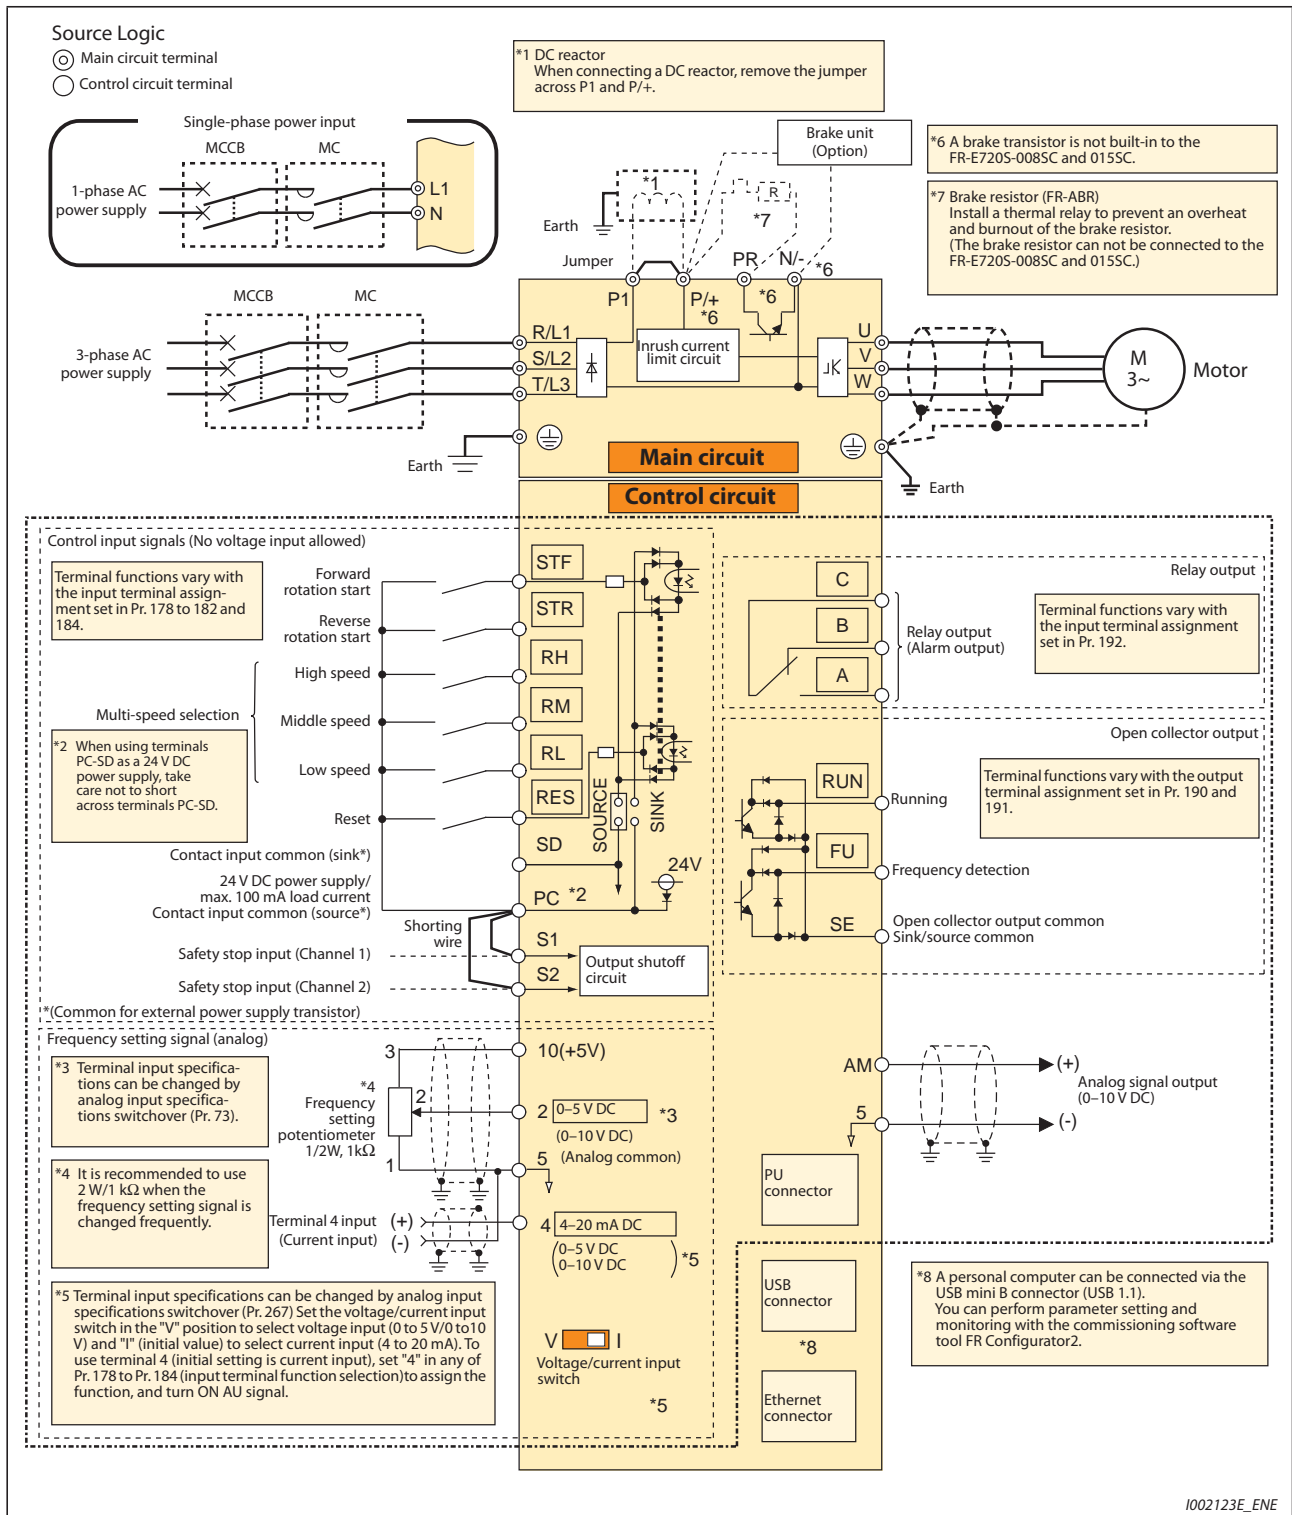 Source Logic
Main circuit terminal
Control circuit terminal
*1 DC reactor
When connecting a DC reactor, remove the jumper
across P1 and P/+.
Single-phase power input
MCCB
MC
1-phase AC
power supply
L1
N
Brake unit
(Option)
*6 A brake transistor is not built-in to the
FR-E720S-008SC and 015SC.
*7 Brake resistor (FR-ABR)
Install a thermal relay to prevent an overheat
and burnout of the brake resistor.
(The brake resistor can not be connected to the
FR-E720S-008SC and 015SC.)
*1
R
*7
Earth
Jumper
PR
N/-
*6
MCCB
MC
P1
P/+
*6
*6
3-phase AC
power supply
R/L1
S/L2
T/L3
Inrush current
limit circuit
U
V
W
M
3~
Motor
Earth
Main circuit
Earth
Control circuit
Control input signals (No voltage input allowed)
Terminal functions vary with
the input terminal assign-
ment set in Pr. 178 to 182 and
184.
Forward
rotation start
Reverse
rotation start
High speed
Multi-speed selection
Middle speed
Low speed
*2 When using terminals
PC-SD as a 24 V DC
power supply, take
care not to short
across terminals PC-SD.
Reset
Contact input common (sink*)
24 V DC power supply/
max. 100 mA load current
Contact input common (source*)
Shorting
wire
Safety stop input (Channel 1)
Safety stop input (Channel 2)
*(Common for external power supply transistor)
STF
STR
RH
RM
RL
RES
SOURCE
SINK
SD
24V
PC *2
S1
S2
Output shutoff
circuit
Relay output
C
B
A
Relay output
(Alarm output)
Terminal functions vary with
the input terminal assignment
set in Pr. 192.
Open collector output
RUN
Running
Terminal functions vary with the output
terminal assignment set in Pr. 190 and
191.
FU
Frequency detection
SE
Open collector output common
Sink/source common
Frequency setting signal (analog)
*3 Terminal input specifica-
tions can be changed by
analog input specifica-
tions switchover (Pr. 73).
3
*4
Frequency
setting
potentiometer
1/2W, 1kΩ
2
1
10(+5V)
2
0–5 V DC
*3
(0–10 V DC)
5
(Analog common)
*4 It is recommended to use
2 W/1 kΩ when the
frequency setting signal is
changed frequently.
Terminal 4 input
(Current input)
(+)
(-)
4
4–20 mA DC
0–5 V DC
0–10 V DC
*5
*5 Terminal input specifications can be changed by analog input
specifications switchover (Pr. 267) Set the voltage/current input
switch in the "V" position to select voltage input (0 to 5 V/0 to10
V) and "I" (initial value) to select current input (4 to 20 mA). To
use terminal 4 (initial setting is current input), set "4" in any of
Pr. 178 to Pr. 184 (input terminal function selection)to assign the
function, and turn ON AU signal.
V
I
Voltage/current input
switch
*5
AM
(+)
Analog signal output
(0–10 V DC)
5
(-)
PU
connector
USB
connector
*8
Ethernet
connector
*8 A personal computer can be connected via the
USB mini B connector (USB 1.1).
You can perform parameter setting and
monitoring with the commissioning software
tool FR Configurator2.
I002123E_ENE